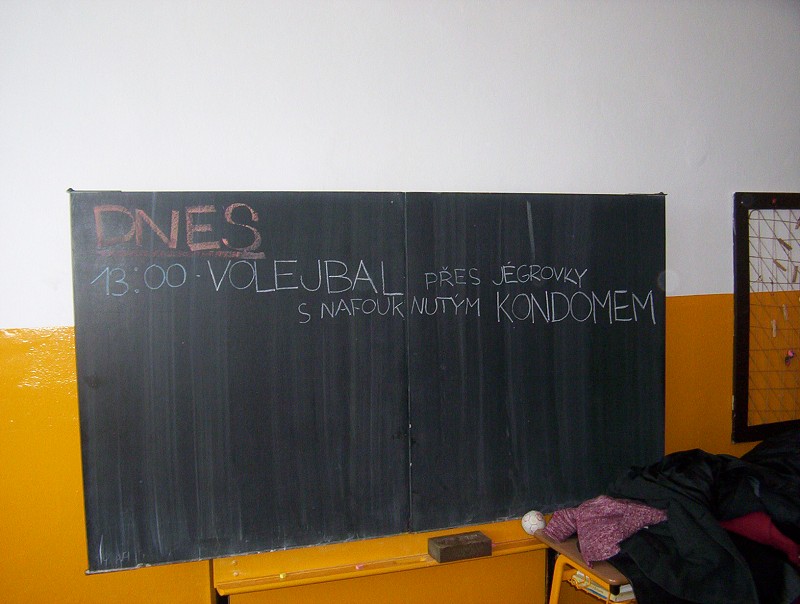 DNES
13:00 - VOLEJBAL PŘES JÉGROVKY
S NAFOUKNUTÝM KONDOMEM